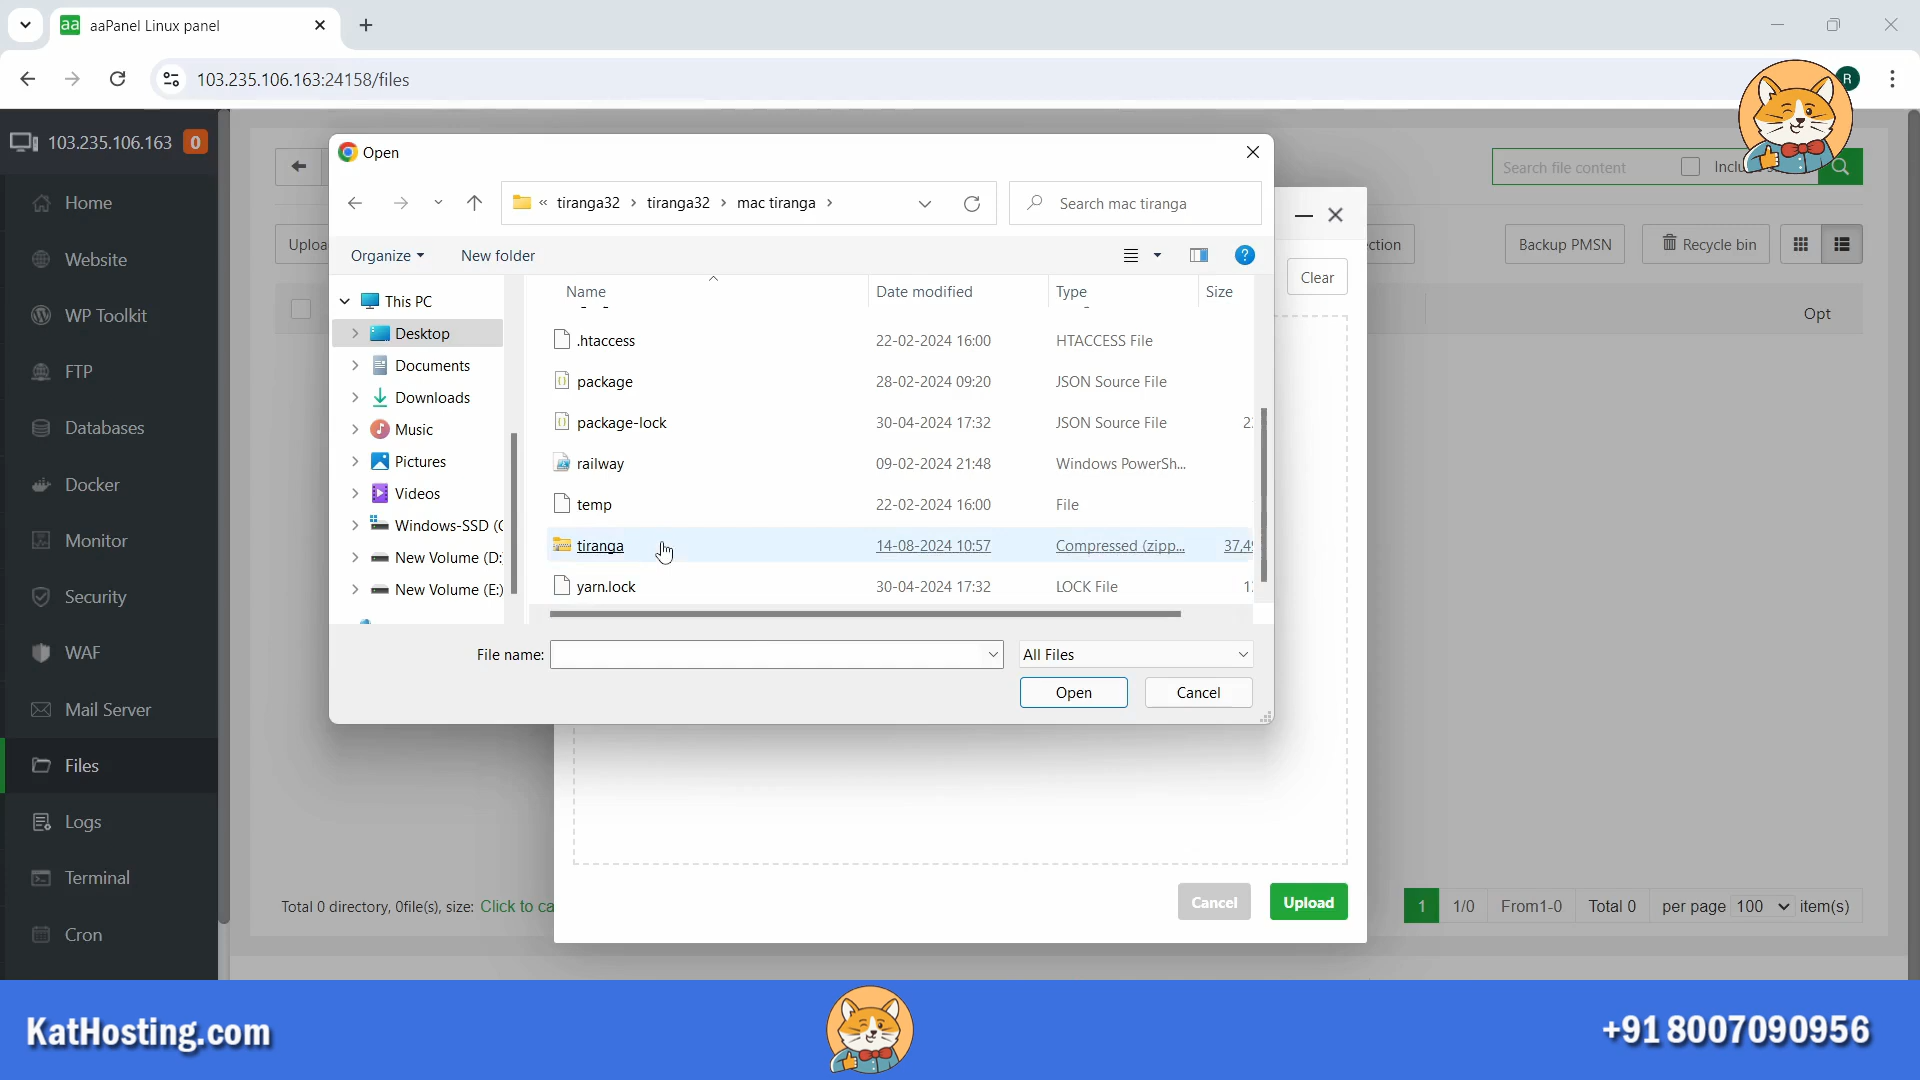 aa aaPanel Linux panel
103.235.106.163:24158/files
R
103.235.106.163 0
Home
Website
WP Toolkit
FTP
Databases
Docker
Monitor
Security
WAF
Mail Server
Files
Logs
Terminal
Cron
Search file content
Backup PMSN
Recycle bin
Clear
Opt
Open
« tiranga32 › tiranga32 › mac tiranga ›
Search mac tiranga
Organize
New folder
?
This PC
Desktop
Documents
Downloads
Music
Pictures
Videos
Windows-SSD (C
New Volume (D:
New Volume (E:)
Name Date modified Type Size
.htaccess 22-02-2024 16:00 HTACCESS File
package 28-02-2024 09:20 JSON Source File
package-lock 30-04-2024 17:32 JSON Source File
railway 09-02-2024 21:48 Windows PowerSh...
temp 22-02-2024 16:00 File
tiranga 14-08-2024 10:57 Compressed (zipp...
yarn.lock 30-04-2024 17:32 LOCK File
File name:
All Files
Open
Cancel
Cancel
Upload
Total 0 directory, 0file(s), size: Click to ca
1 1/0 From1-0 Total 0 per page 100 item(s)
KatHosting.com
+91 8007090956